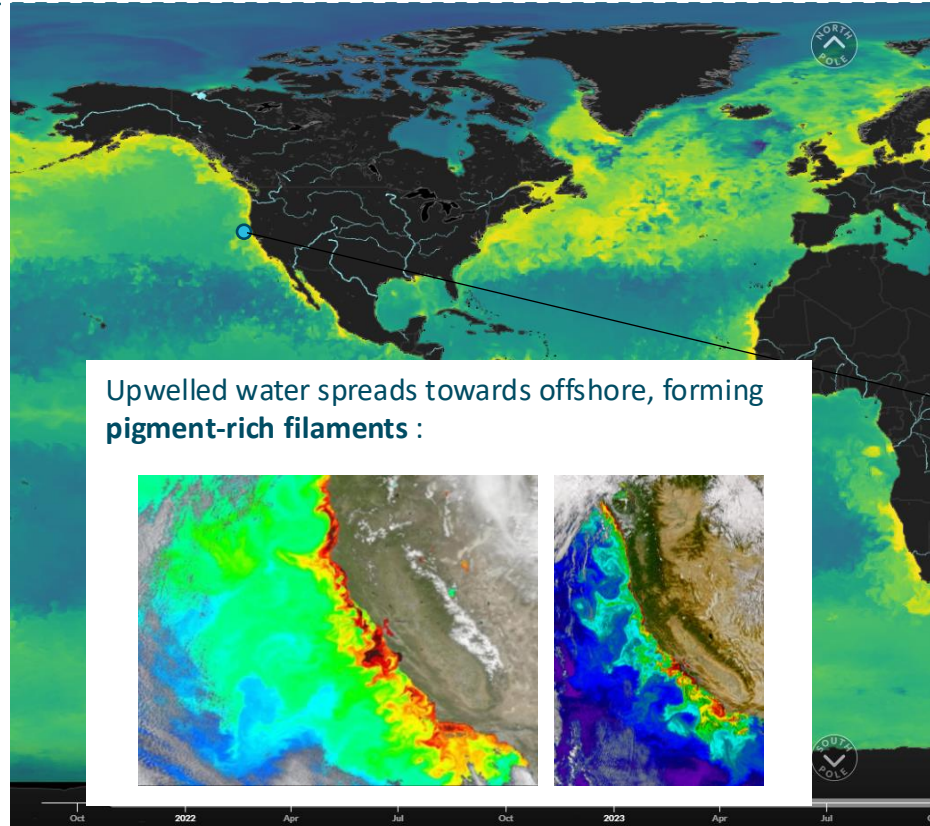 NORTH
POLE
Upwelled water spreads towards offshore, forming
pigment-rich filaments :
SOUTH
POLE
Oct 2022 Apr Jul Oct 2023 Apr Jul